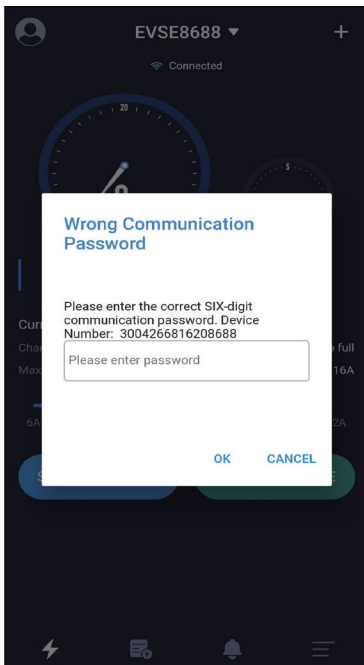 EVSE8688 ▼ +
Connected
20
5
Wrong Communication
Password
Please enter the correct SIX-digit
communication password. Device
Number: 3004266816208688
Please enter password
OK CANCEL
full
16A
6A